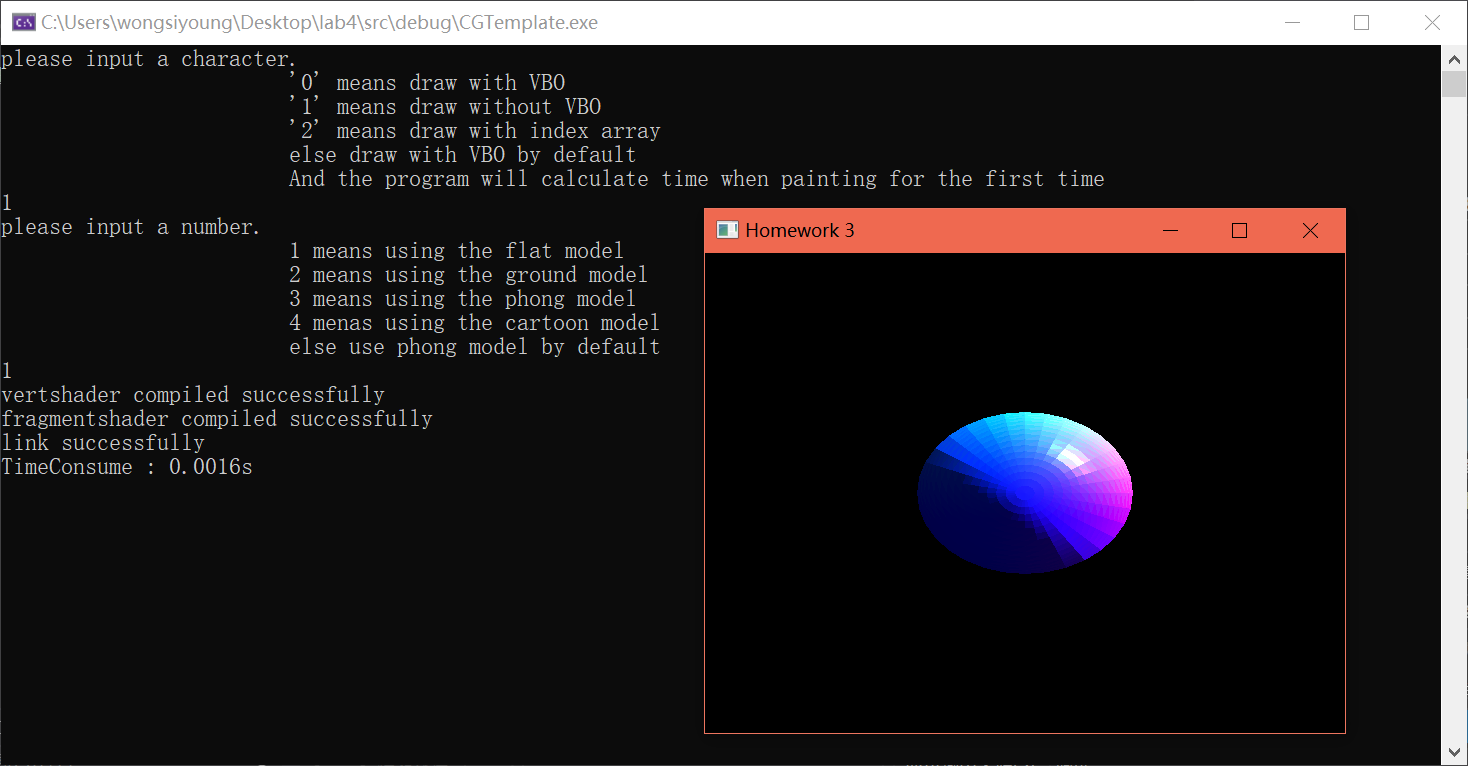 C:\Users\wongsiyoung\Desktop\lab4\src\debug\CGTemplate.exe
please input a character.
'0' means draw with VBO
'1' means draw without VBO
'2' means draw with index array
else draw with VBO by default
And the program will calculate time when painting for the first time
1
please input a number.
1 means using the flat model
2 means using the ground model
3 means using the phong model
4 menas using the cartoon model
else use phong model by default
1
vertshader compiled successfully
fragmentshader compiled successfully
link successfully
TimeConsume : 0.0016s
Homework 3